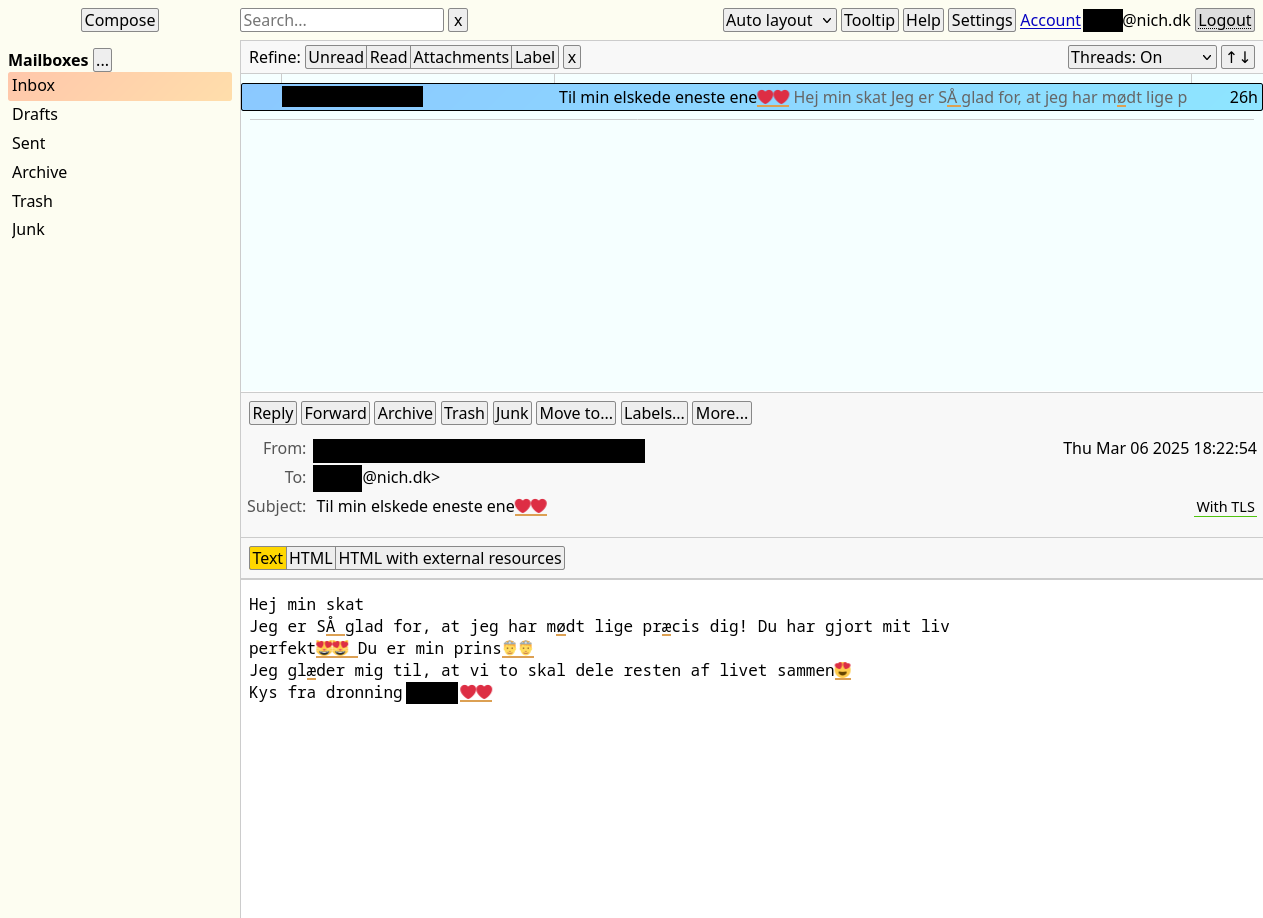 Compose
Search... x Auto layout Tooltip Help Settings Account @nich.dk Logout
Mailboxes ...
Inbox
Drafts
Sent
Archive
Trash
Junk
Refine: Unread Read Attachments Label x Threads: On ↑↓
Til min elskede eneste ene❤️❤️ Hej min skat Jeg er SÅ glad for, at jeg har mødt lige p 26h
Reply Forward Archive Trash Junk Move to... Labels... More...
From: Thu Mar 06 2025 18:22:54
To: @nich.dk>
Subject: Til min elskede eneste ene❤️❤️ With TLS
Text HTML HTML with external resources
Hej min skat
Jeg er SÅ glad for, at jeg har mødt lige præcis dig! Du har gjort mit liv
perfekt😻😻 Du er min prins
Jeg glæder mig til, at vi to skal dele resten af livet sammen😍
Kys fra dronning ❤️❤️